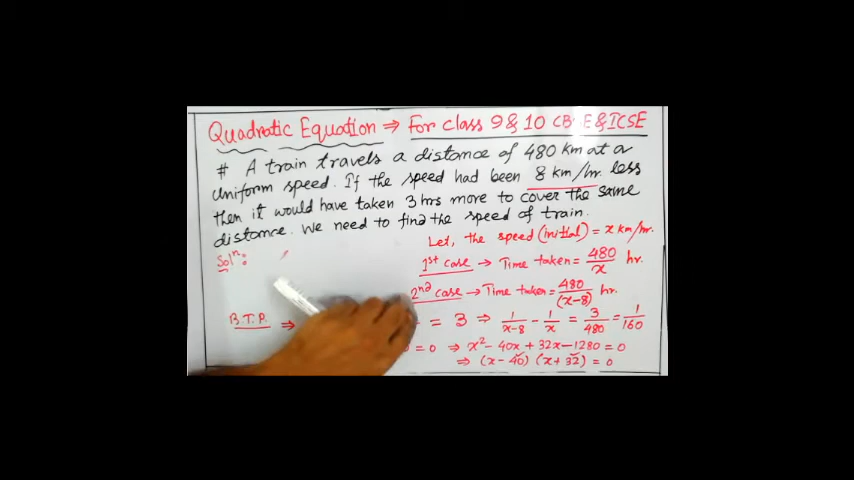 Quadratic Equation ⇒ For class 9 & 10 CBSE & ICSE
# A train travels a distance of 480 km at a
uniform speed. If the speed had been 8 km/hr. less
then it would have taken 3 hrs more to cover the same
distance. We need to find the speed of train.
Solⁿ:
Let, the speed (initial) = x km/hr.
1st case → Time taken = 480/x hr.
2nd case → Time taken = 480/(x-8) hr.
B.T.P. ⇒ = 3 ⇒ 1/(x-8) - 1/x = 3/480 = 1/160
= 0 ⇒ x² - 40x + 32x - 1280 = 0
⇒ (x - 40) (x + 32) = 0